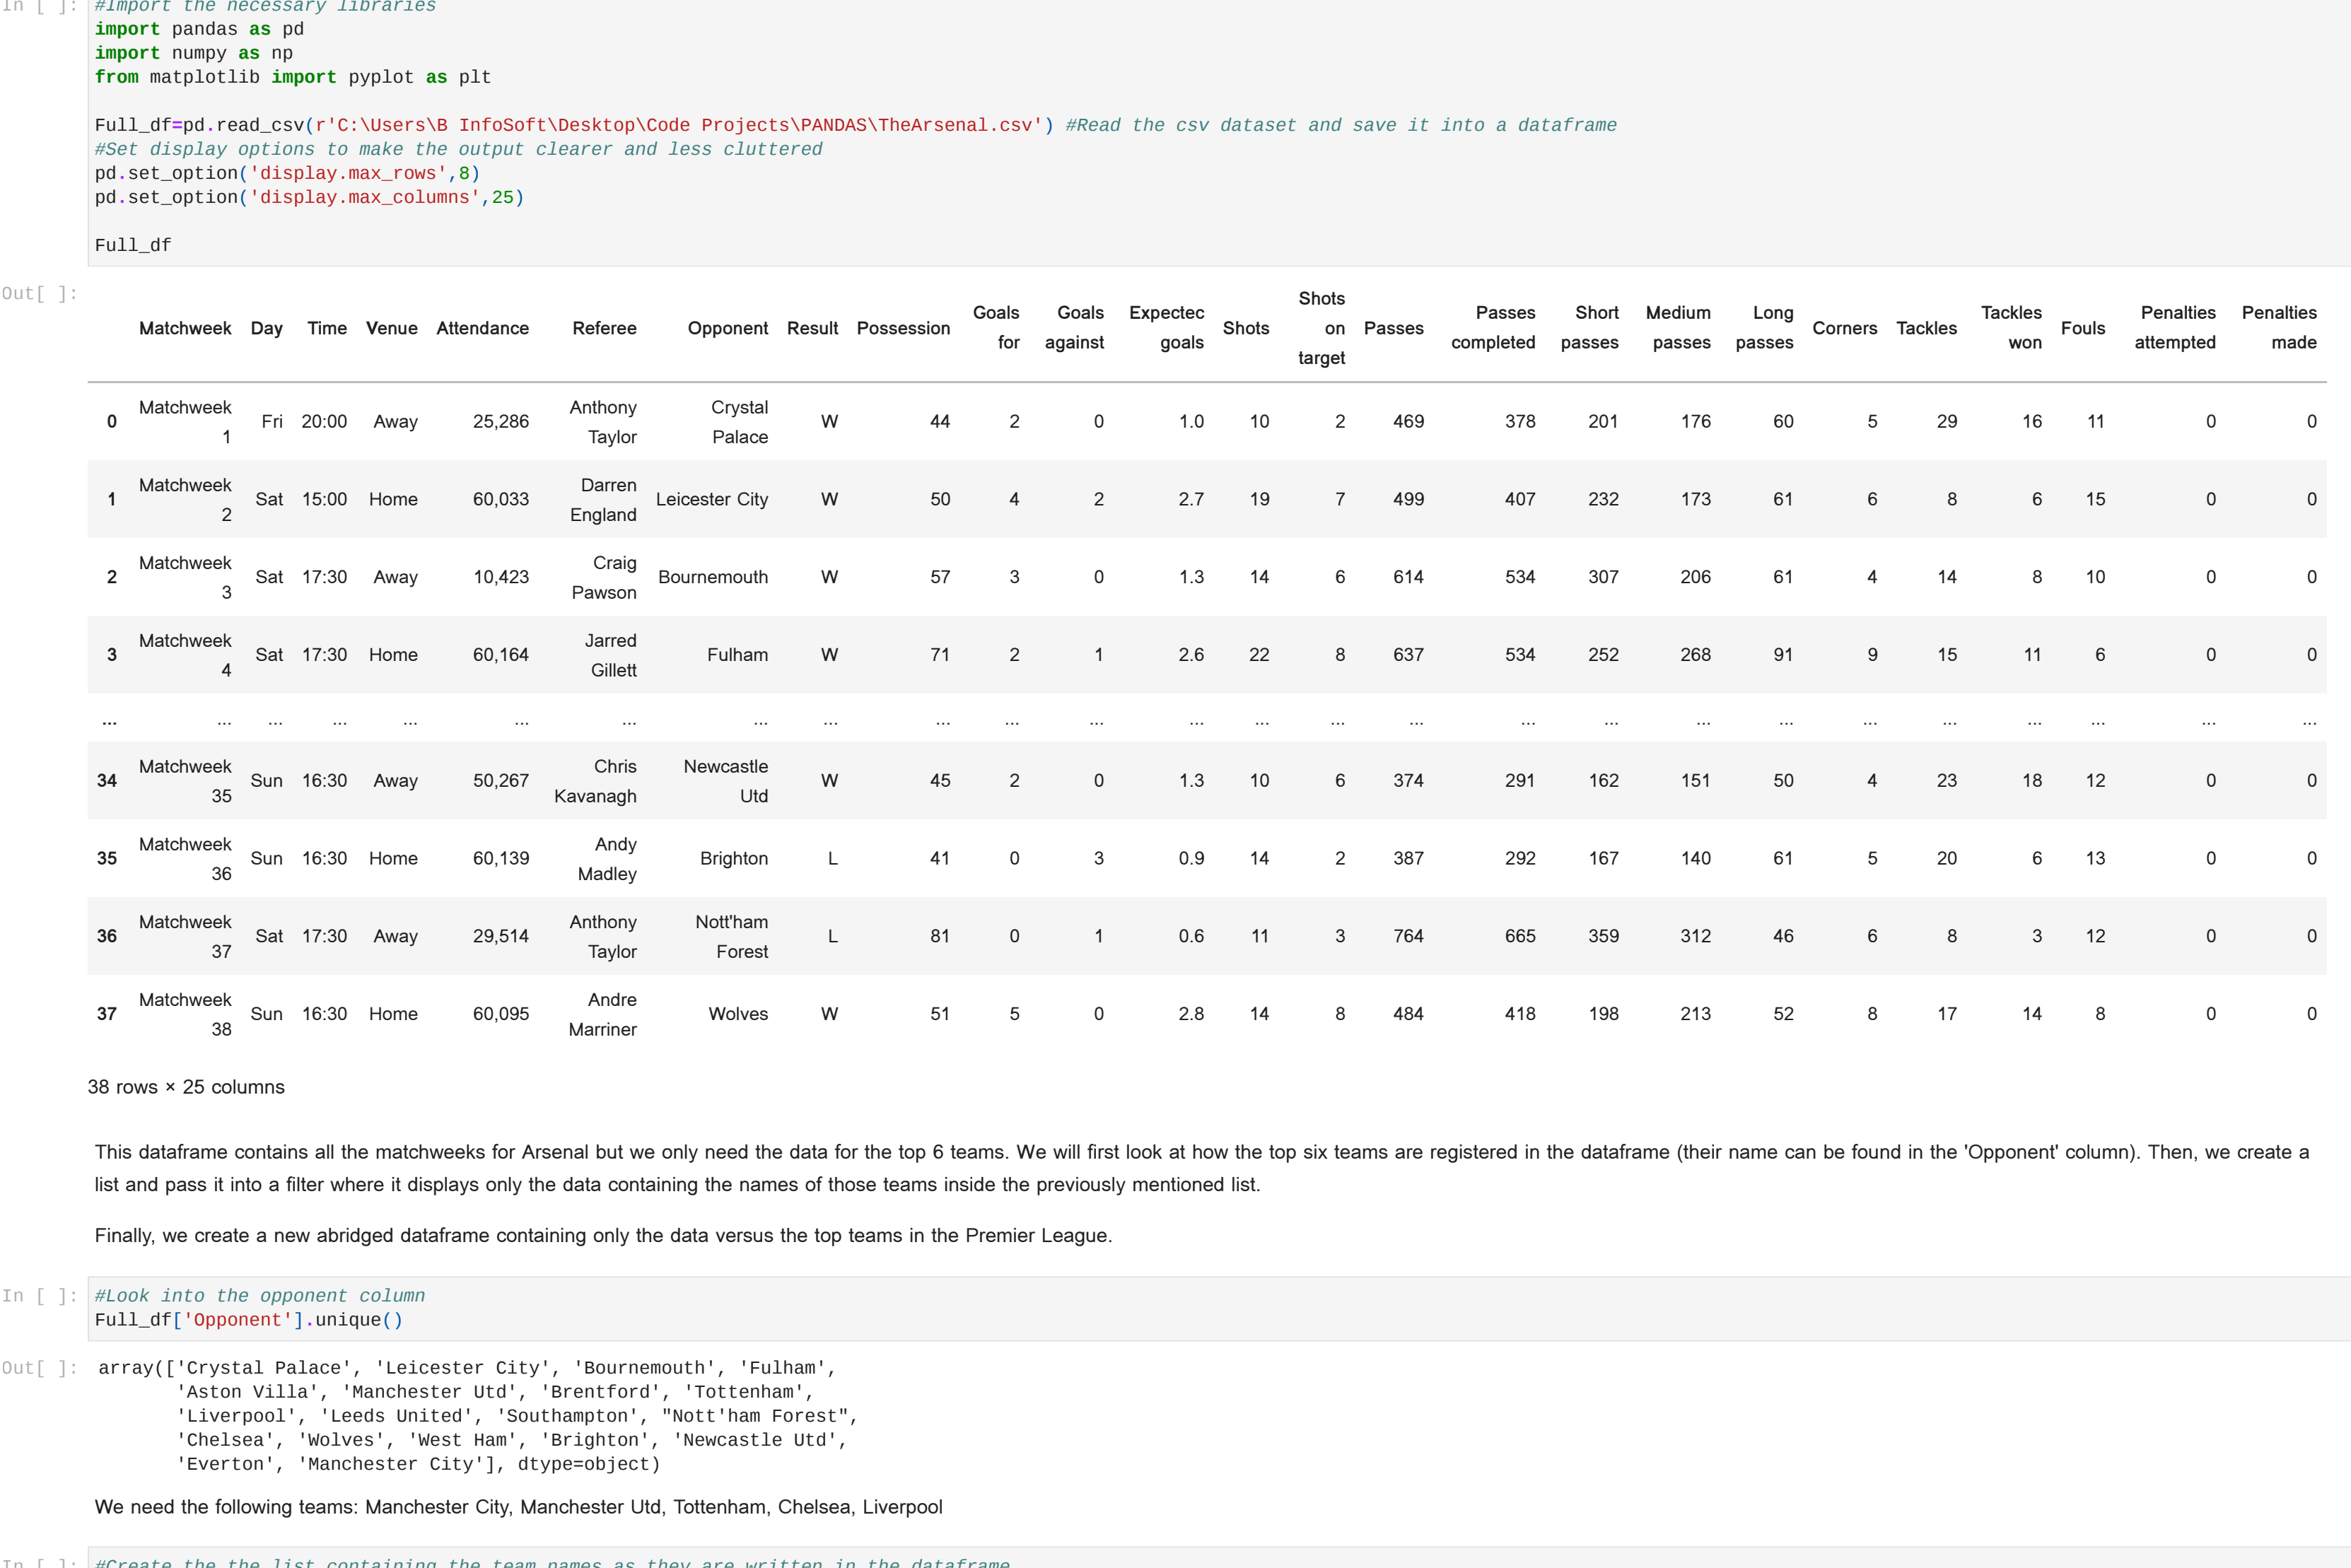 In [ ]: #Import the necessary libraries
import pandas as pd
import numpy as np
from matplotlib import pyplot as plt
Full_df=pd.read_csv(r'C:\Users\B InfoSoft\Desktop\Code Projects\PANDAS\TheArsenal.csv') #Read the csv dataset and save it into a dataframe
#Set display options to make the output clearer and less cluttered
pd.set_option('display.max_rows',8)
pd.set_option('display.max_columns',25)
Full_df
Out[ ]:
Matchweek Day Time Venue Attendance Referee Opponent Result Possession Goals for Goals against Expectec goals Shots Shots on target Passes Passes completed Short passes Medium passes Long passes Corners Tackles Tackles won Fouls Penalties attempted Penalties made
0 Matchweek 1 Fri 20:00 Away 25,286 Anthony Taylor Crystal Palace W 44 2 0 1.0 10 2 469 378 201 176 60 5 29 16 11 0 0
1 Matchweek 2 Sat 15:00 Home 60,033 Darren England Leicester City W 50 4 2 2.7 19 7 499 407 232 173 61 6 8 6 15 0 0
2 Matchweek 3 Sat 17:30 Away 10,423 Craig Pawson Bournemouth W 57 3 0 1.3 14 6 614 534 307 206 61 4 14 8 10 0 0
3 Matchweek 4 Sat 17:30 Home 60,164 Jarred Gillett Fulham W 71 2 1 2.6 22 8 637 534 252 268 91 9 15 11 6 0 0
... ... ... ... ... ... ... ... ... ... ... ... ... ... ... ... ... ... ... ... ... ... ... ... ... ...
34 Matchweek 35 Sun 16:30 Away 50,267 Chris Kavanagh Newcastle Utd W 45 2 0 1.3 10 6 374 291 162 151 50 4 23 18 12 0 0
35 Matchweek 36 Sun 16:30 Home 60,139 Andy Madley Brighton L 41 0 3 0.9 14 2 387 292 167 140 61 5 20 6 13 0 0
36 Matchweek 37 Sat 17:30 Away 29,514 Anthony Taylor Nott'ham Forest L 81 0 1 0.6 11 3 764 665 359 312 46 6 8 3 12 0 0
37 Matchweek 38 Sun 16:30 Home 60,095 Andre Marriner Wolves W 51 5 0 2.8 14 8 484 418 198 213 52 8 17 14 8 0 0
38 rows × 25 columns
This dataframe contains all the matchweeks for Arsenal but we only need the data for the top 6 teams. We will first look at how the top six teams are registered in the dataframe (their name can be found in the 'Opponent' column). Then, we create a
list and pass it into a filter where it displays only the data containing the names of those teams inside the previously mentioned list.
Finally, we create a new abridged dataframe containing only the data versus the top teams in the Premier League.
In [ ]: #Look into the opponent column
Full_df['Opponent'].unique()
Out[ ]: array(['Crystal Palace', 'Leicester City', 'Bournemouth', 'Fulham',
'Aston Villa', 'Manchester Utd', 'Brentford', 'Tottenham',
'Liverpool', 'Leeds United', 'Southampton', "Nott'ham Forest",
'Chelsea', 'Wolves', 'West Ham', 'Brighton', 'Newcastle Utd',
'Everton', 'Manchester City'], dtype=object)
We need the following teams: Manchester City, Manchester Utd, Tottenham, Chelsea, Liverpool
In [ ]: #Create the the list containing the team names as they are written in the dataframe